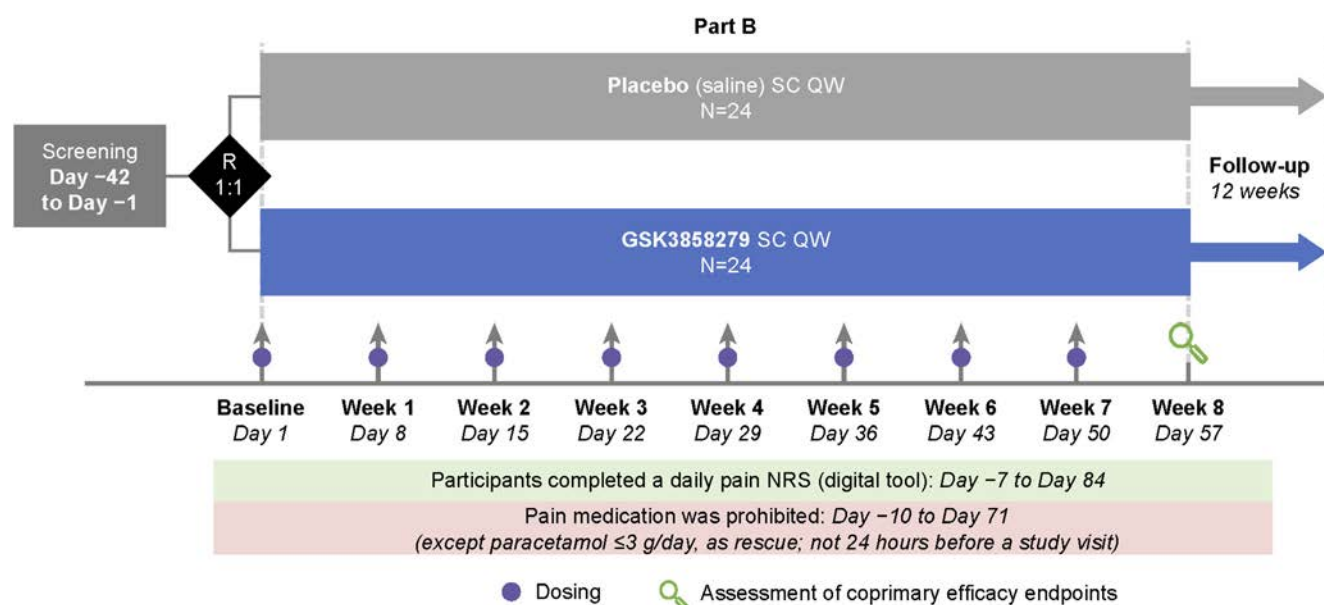 Part B
Placebo (saline) SC QW
N=24
Screening
Day −42
to Day −1
R
1:1
Follow-up
12 weeks
GSK3858279 SC QW
N=24
Baseline
Day 1
Week 1
Day 8
Week 2
Day 15
Week 3
Day 22
Week 4
Day 29
Week 5
Day 36
Week 6
Day 43
Week 7
Day 50
Week 8
Day 57
Participants completed a daily pain NRS (digital tool): Day −7 to Day 84
Pain medication was prohibited: Day −10 to Day 71
(except paracetamol ≤3 g/day, as rescue; not 24 hours before a study visit)
Dosing
Assessment of coprimary efficacy endpoints